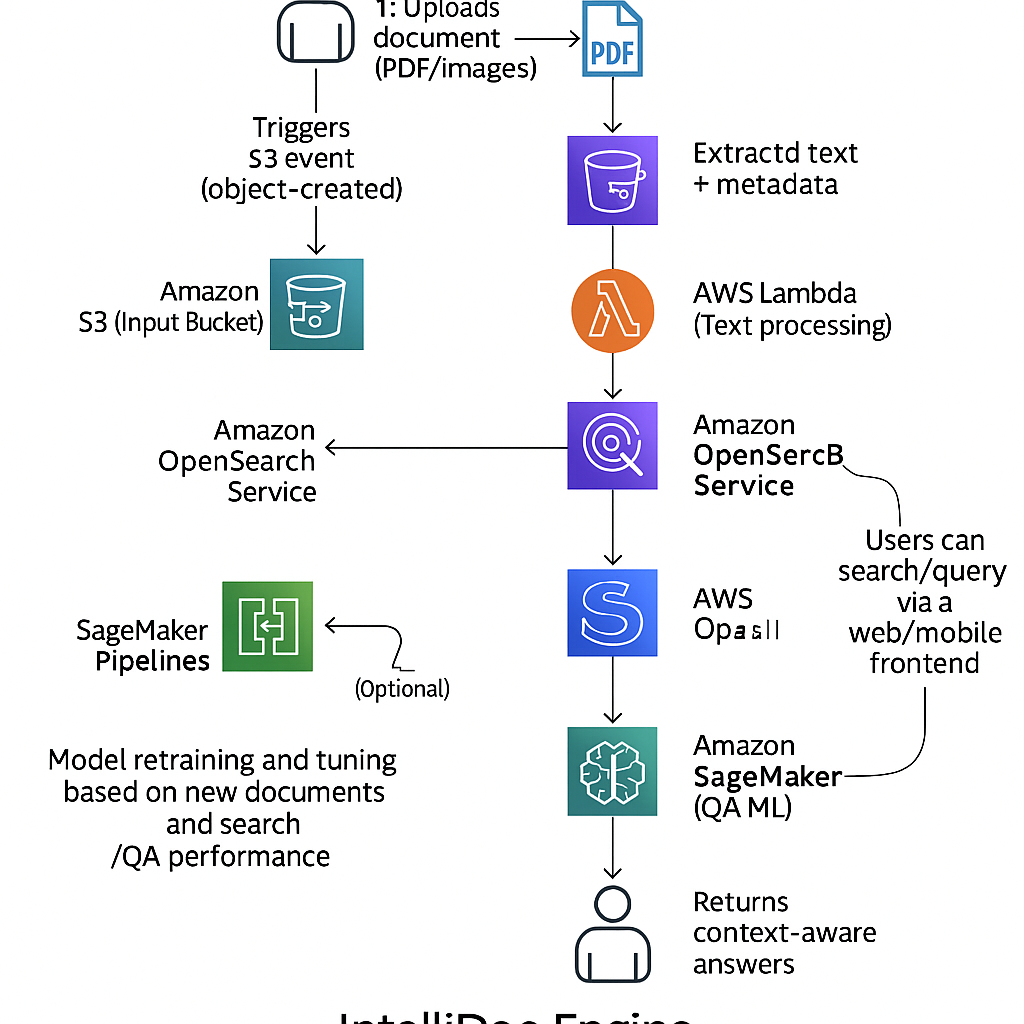 1: Uploads
document
(PDF/images)
PDF
Triggers
S3 event
(object-created)
Extractd text
+ metadata
Amazon
S3 (Input Bucket)
AWS Lambda
(Text processing)
Amazon
OpenSearch
Service
Amazon
OpenSercB
Service
Users can
search/query
via a
web/mobile
frontend
AWS
SageMaker
Pipelines
(Optional)
Amazon
SageMaker
(QA ML)
Model retraining and tuning
based on new documents
and search
/QA performance
Returns
context-aware
answers
IntelliDoc Engine